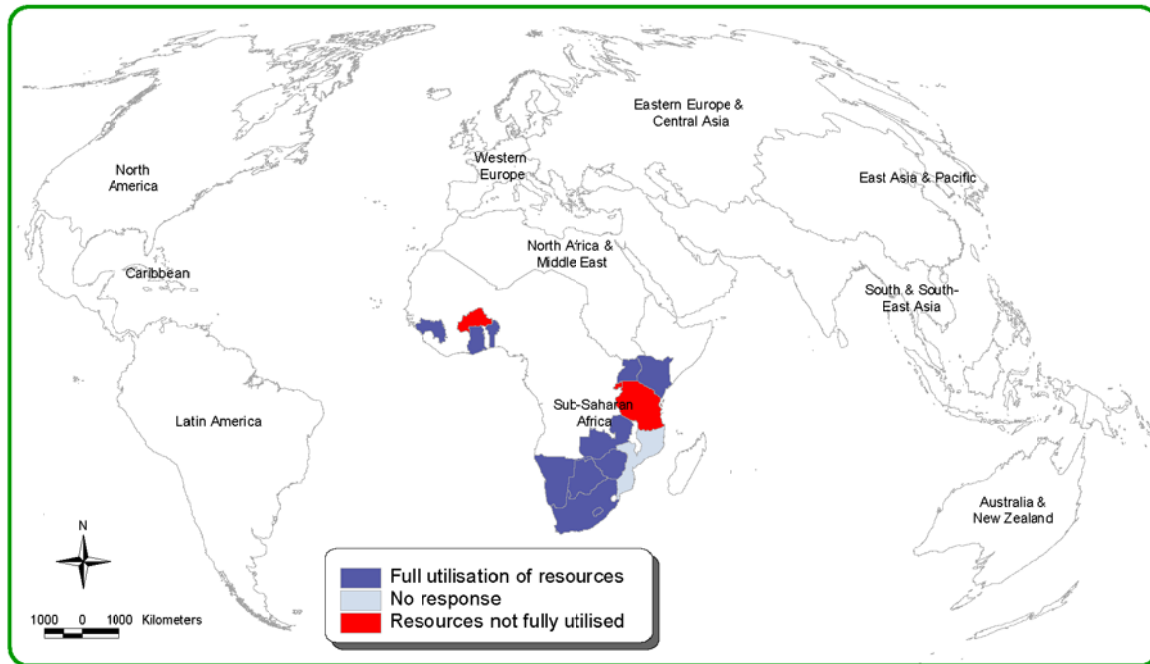 Eastern Europe &
Central Asia
Western
Europe
North
America
East Asia & Pacific
North Africa &
Middle East
Caribbean
South & South-
East Asia
Sub-Saharan
Africa
Latin America
Australia &
New Zealand
N
1000 0 1000 Kilometers
Full utilisation of resources
No response
Resources not fully utilised